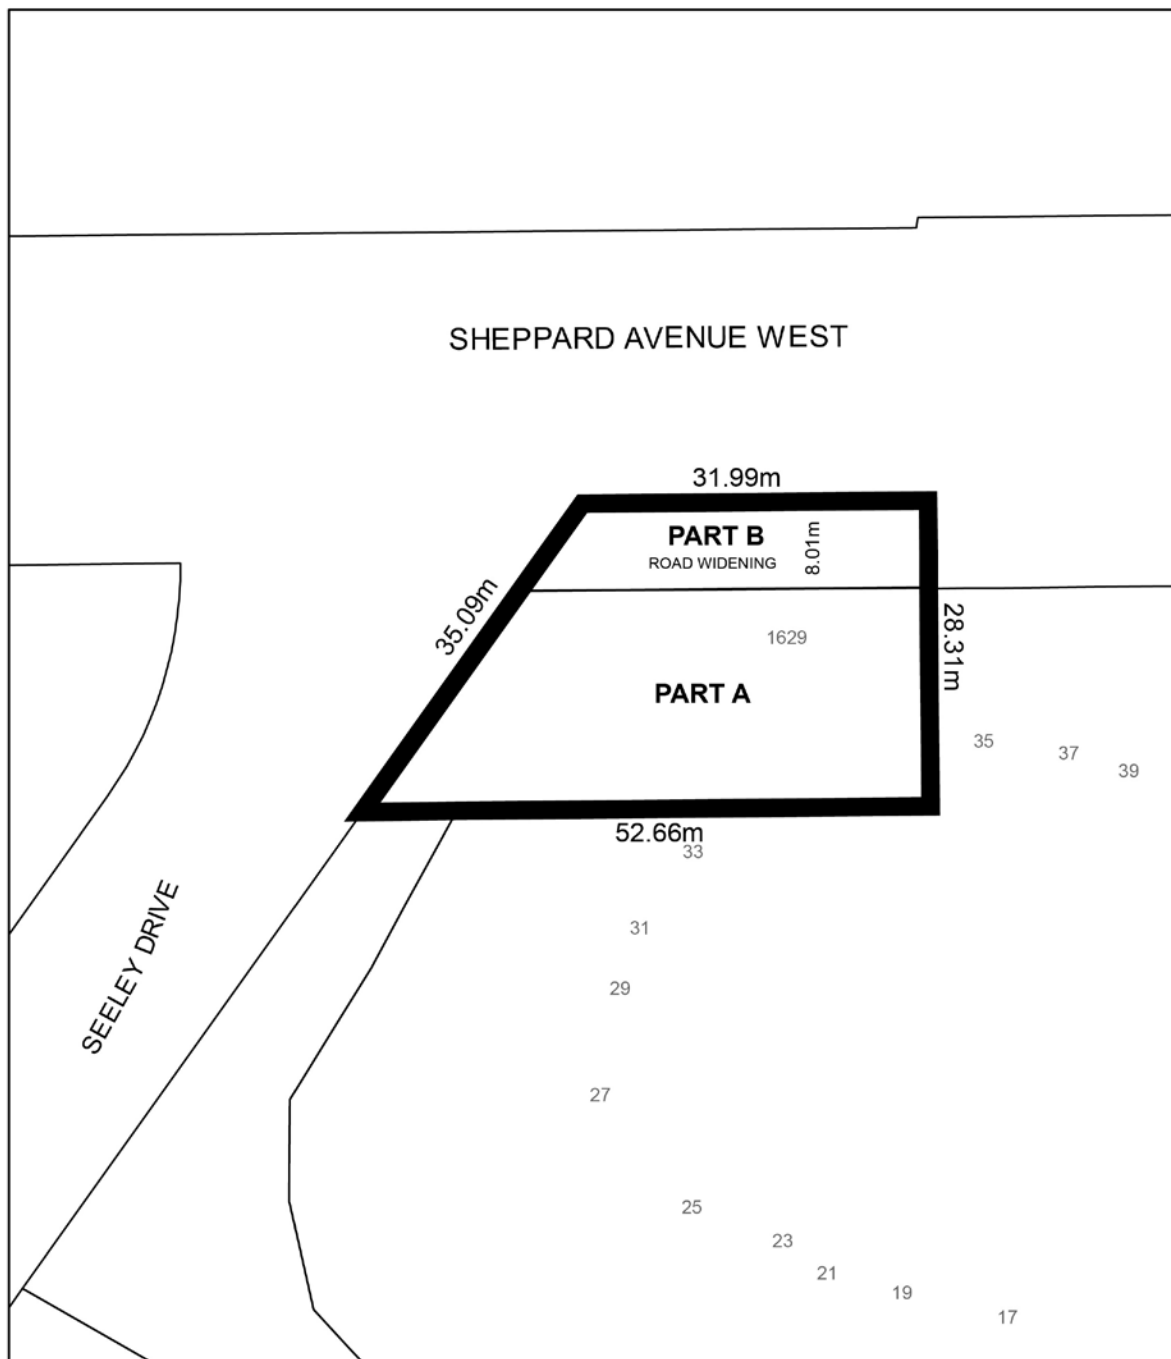 SHEPPARD AVENUE WEST
31.99m
PART B
ROAD WIDENING
8.01m
35.09m
28.31m
1629
PART A
35
37
39
52.66m
33
31
SEELEY DRIVE
29
27
25
23
21
19
17